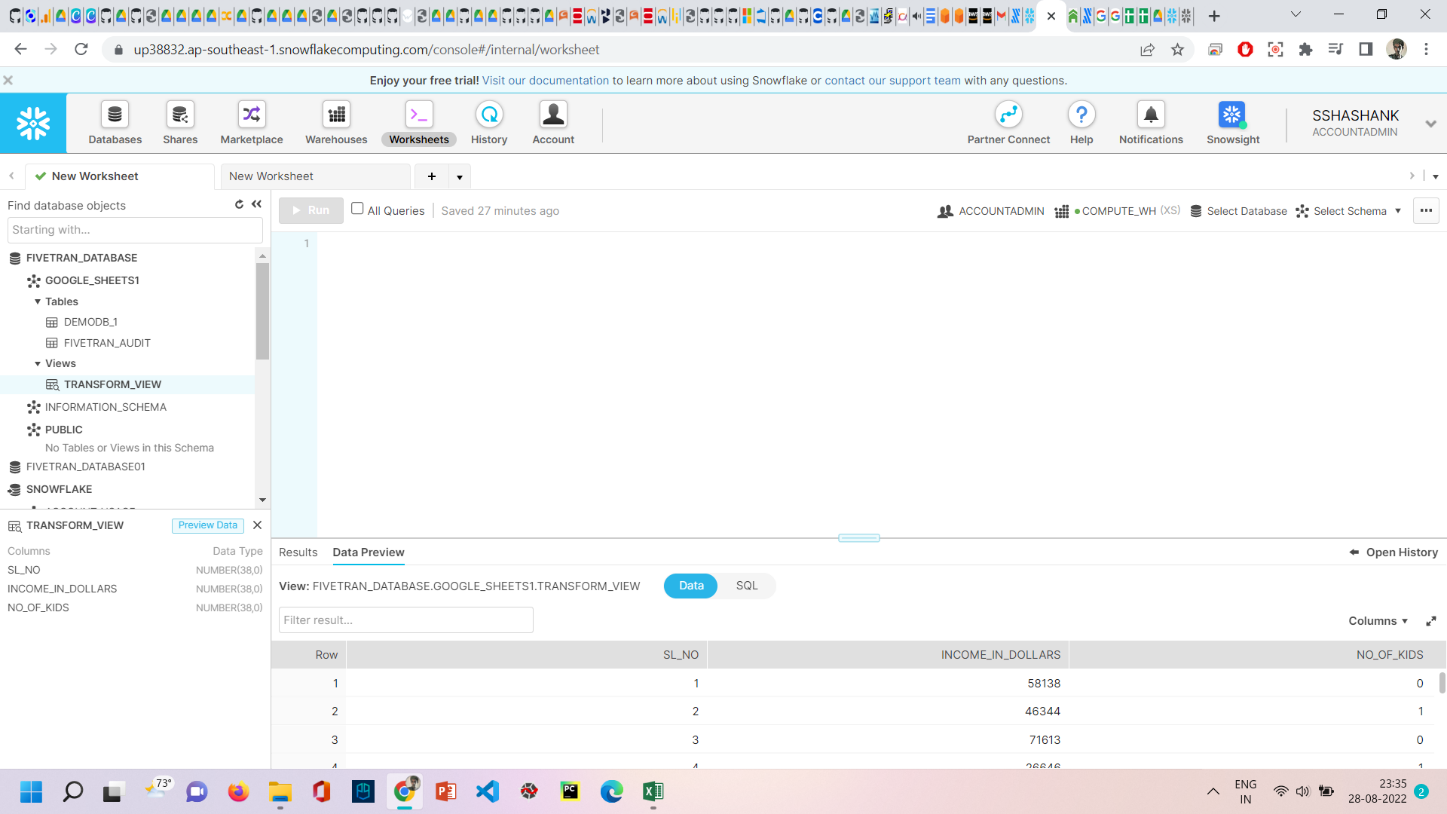 up38832.ap-southeast-1.snowflakecomputing.com/console#/internal/worksheet
Enjoy your free trial! Visit our documentation to learn more about using Snowflake or contact our support team with any questions.
Databases
Shares
Marketplace
Warehouses
Worksheets
History
Account
Partner Connect
Help
Notifications
Snowsight
SSHASHANK
ACCOUNTADMIN
New Worksheet
New Worksheet
Find database objects
Starting with...
FIVETRAN_DATABASE
GOOGLE_SHEETS1
Tables
DEMODB_1
FIVETRAN_AUDIT
Views
TRANSFORM_VIEW
INFORMATION_SCHEMA
PUBLIC
No Tables or Views in this Schema
FIVETRAN_DATABASE01
SNOWFLAKE
TRANSFORM_VIEW Preview Data
Columns Data Type
SL_NO NUMBER(38,0)
INCOME_IN_DOLLARS NUMBER(38,0)
NO_OF_KIDS NUMBER(38,0)
Run All Queries Saved 27 minutes ago ACCOUNTADMIN COMPUTE_WH (XS) Select Database Select Schema
1
Results Data Preview Open History
View: FIVETRAN_DATABASE.GOOGLE_SHEETS1.TRANSFORM_VIEW Data SQL
Filter result... Columns
Row SL_NO INCOME_IN_DOLLARS NO_OF_KIDS
1 1 58138 0
2 2 46344 1
3 3 71613 0
73°
ENG
IN
23:35
28-08-2022
2